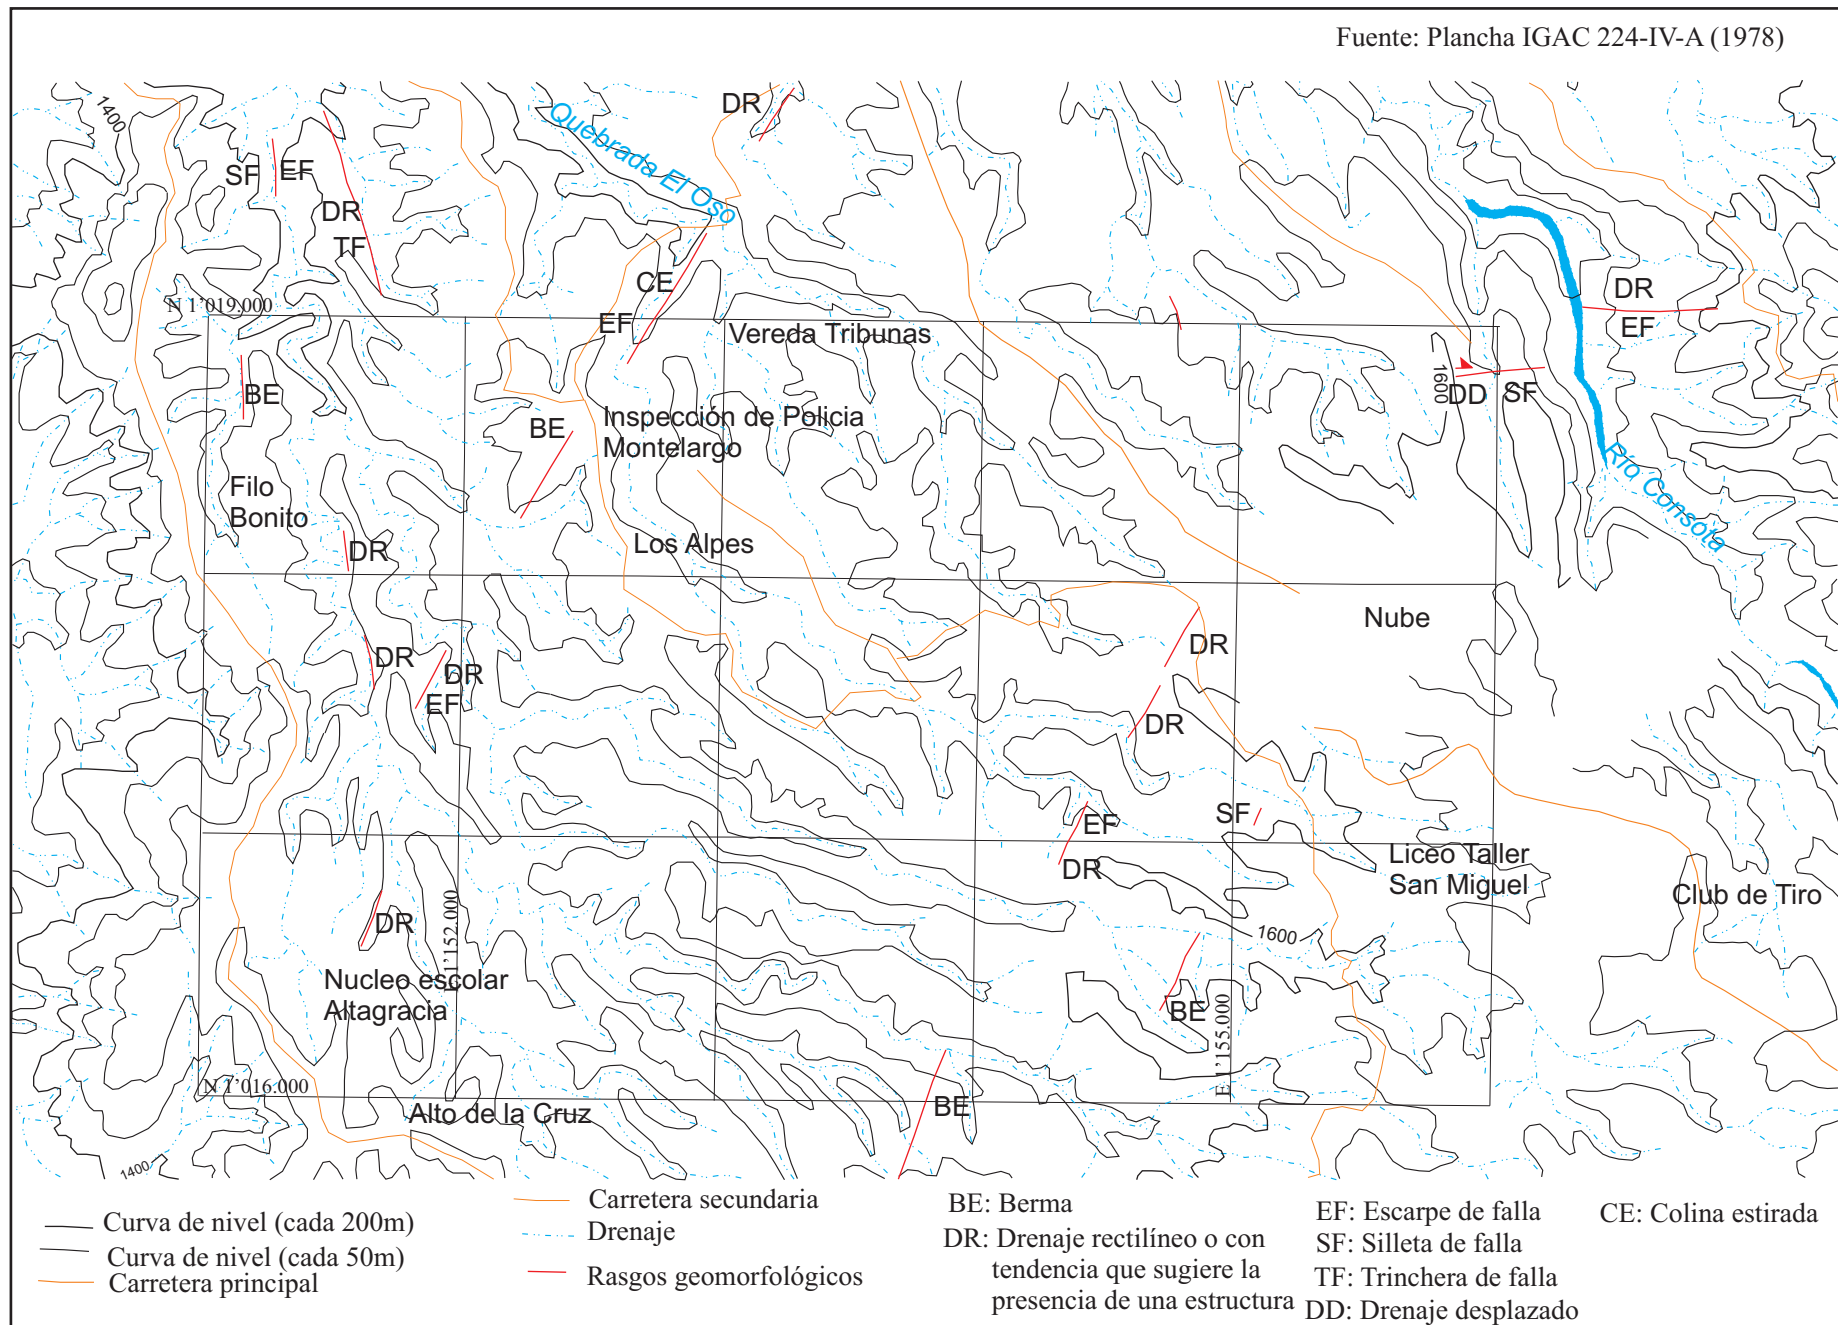 Fuente: Plancha IGAC 224-IV-A (1978)
1400
DR
Quebrada El Oso
SF
EF
DR
TF
CE
EF
DR
EF
N 1'019.000
Vereda Tribunas
1600
DD
SF
BE
BE
Inspección de Policia
Montelargo
Río Consota
Filo
Bonito
DR
Los Alpes
Nube
DR
DR
EF
DR
DR
EF
DR
SF
Liceo Taller
San Miguel
Club de Tiro
DR
1600
Nucleo escolar
Altagracia
1'152.000
BE
E 1'155.000
N 1'016.000
Alto de la Cruz
BE
1400
Curva de nivel (cada 200m)
Curva de nivel (cada 50m)
Carretera principal
Carretera secundaria
Drenaje
Rasgos geomorfológicos
BE: Berma
DR: Drenaje rectilíneo o con
tendencia que sugiere la
presencia de una estructura
EF: Escarpe de falla
SF: Silleta de falla
TF: Trinchera de falla
DD: Drenaje desplazado
CE: Colina estirada